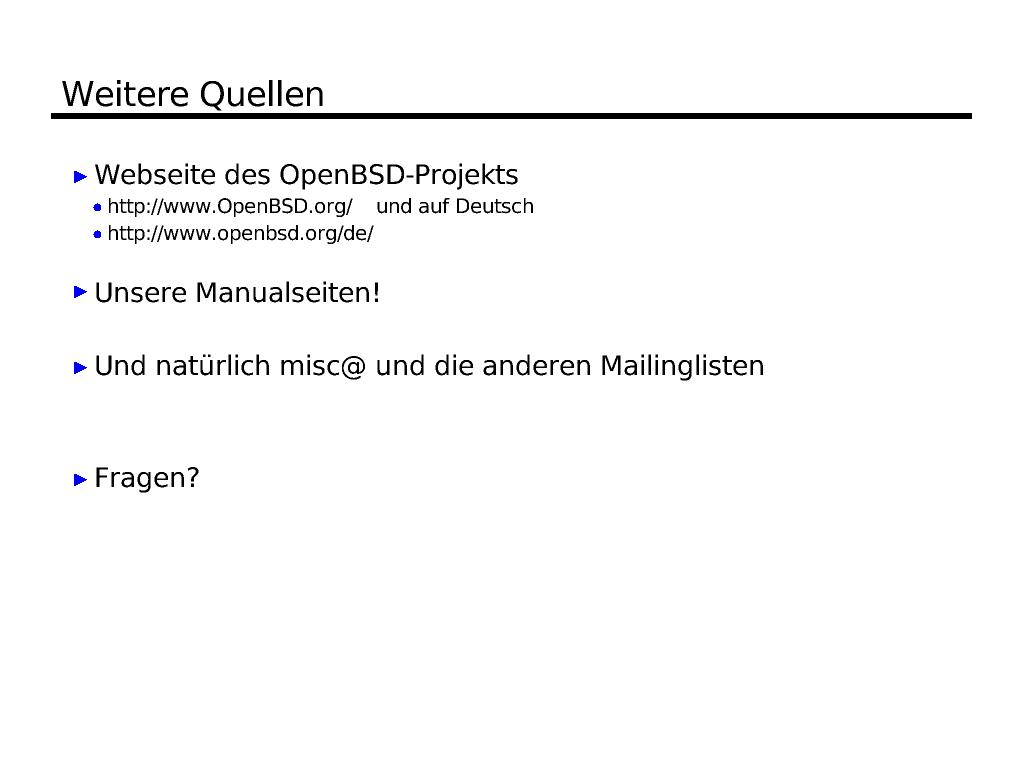 Weitere Quellen
Webseite des OpenBSD-Projekts
http://www.OpenBSD.org/ und auf Deutsch
http://www.openbsd.org/de/
Unsere Manualseiten!
Und natürlich misc@ und die anderen Mailinglisten
Fragen?